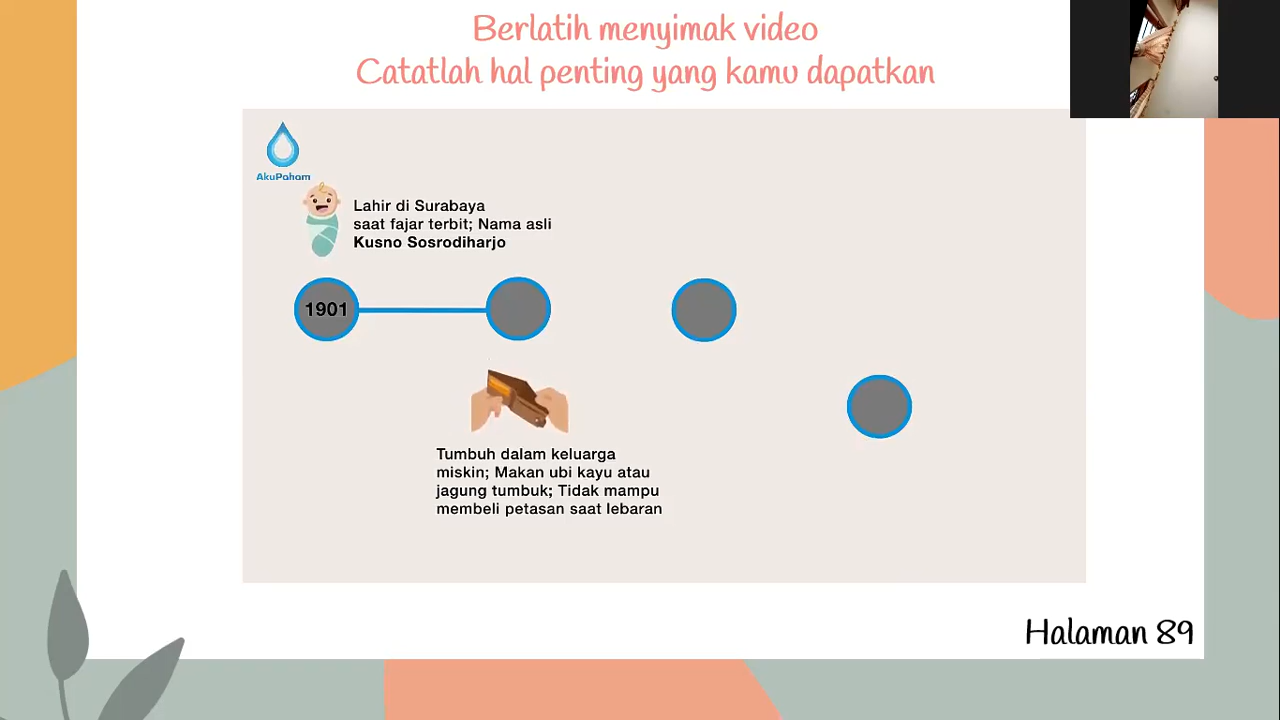 Berlatih menyimak video
Catatlah hal penting yang kamu dapatkan
AkuPaham
Lahir di Surabaya
saat fajar terbit; Nama asli
Kusno Sosrodiharjo
1901
Tumbuh dalam keluarga
miskin; Makan ubi kayu atau
jagung tumbuk; Tidak mampu
membeli petasan saat lebaran
Halaman 89